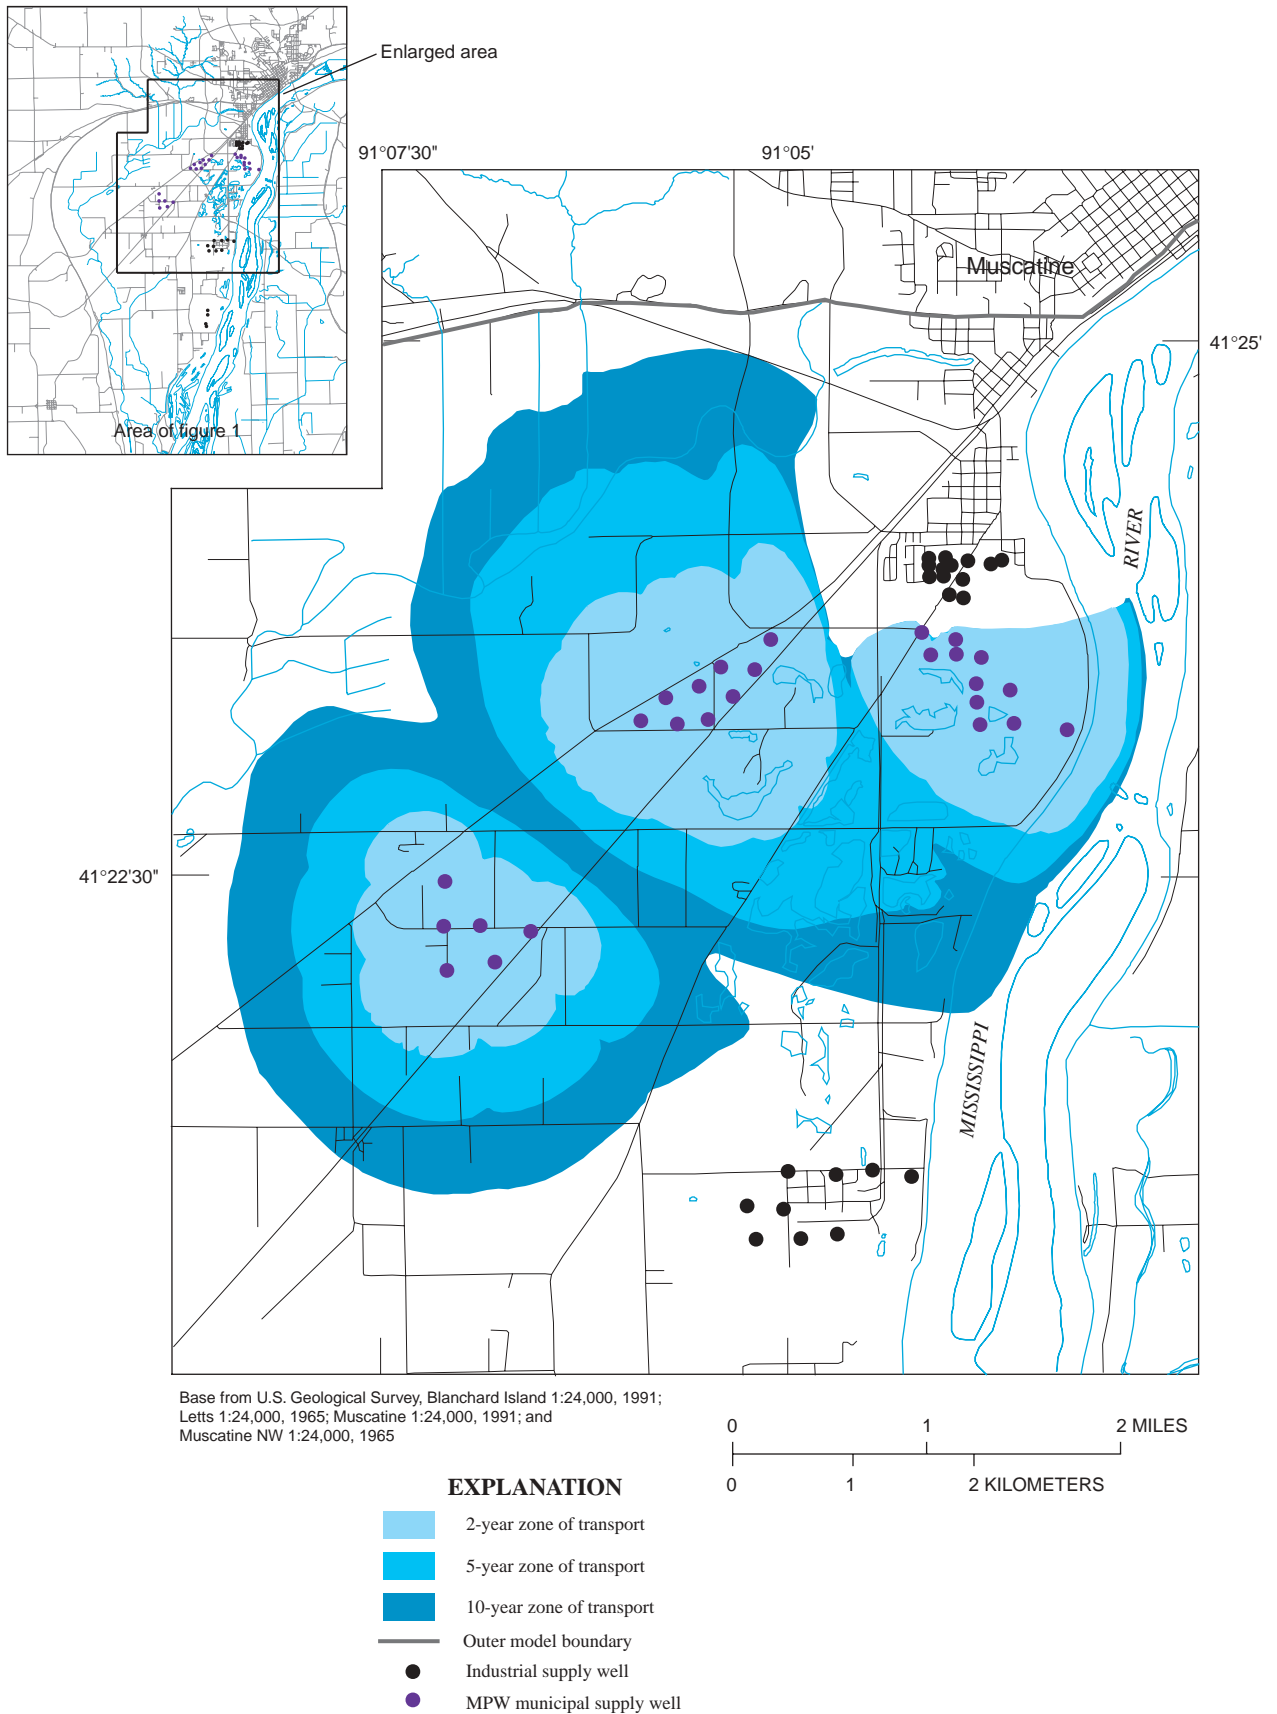 Enlarged area
Area of figure 1
91°07'30"
91°05'
Muscatine
41°25'
RIVER
41°22'30"
MISSISSIPPI
Base from U.S. Geological Survey, Blanchard Island 1:24,000, 1991;
Letts 1:24,000, 1965; Muscatine 1:24,000, 1991; and
Muscatine NW 1:24,000, 1965
0 1 2 MILES
0 1 2 KILOMETERS
EXPLANATION
2-year zone of transport
5-year zone of transport
10-year zone of transport
Outer model boundary
Industrial supply well
MPW municipal supply well